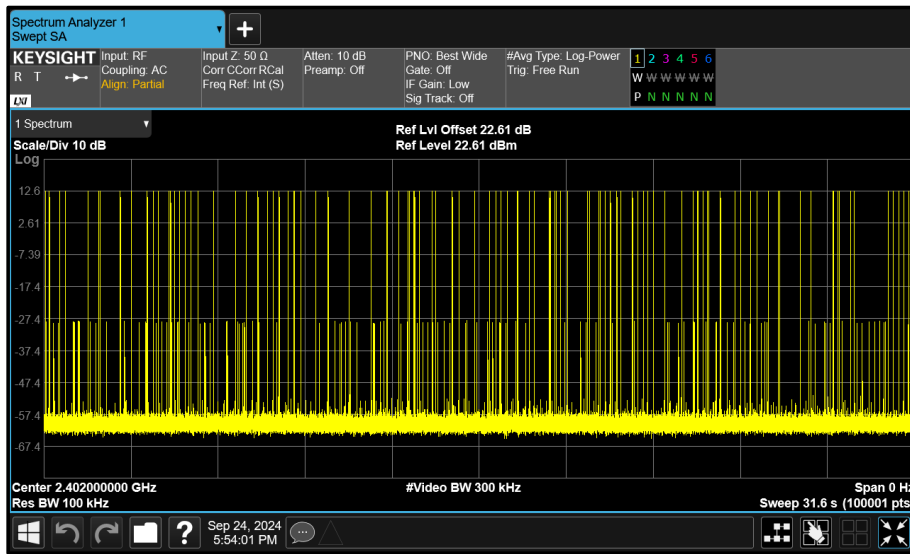 Spectrum Analyzer 1
Swept SA
+
KEYSIGHT
R T
LXI
Input: RF
Coupling: AC
Align: Partial
Input Z: 50 Ω
Corr CCorr RCal
Freq Ref: Int (S)
Atten: 10 dB
Preamp: Off
PNO: Best Wide
Gate: Off
IF Gain: Low
Sig Track: Off
#Avg Type: Log-Power
Trig: Free Run
1 2 3 4 5 6
W W W W W W
P N N N N N
1 Spectrum
Scale/Div 10 dB
Ref Lvl Offset 22.61 dB
Ref Level 22.61 dBm
Log
12.6
2.61
-7.39
-17.4
-27.4
-37.4
-47.4
-57.4
-67.4
Center 2.402000000 GHz
#Video BW 300 kHz
Span 0 Hz
Res BW 100 kHz
Sweep 31.6 s (100001 pts
?
Sep 24, 2024
5:54:01 PM